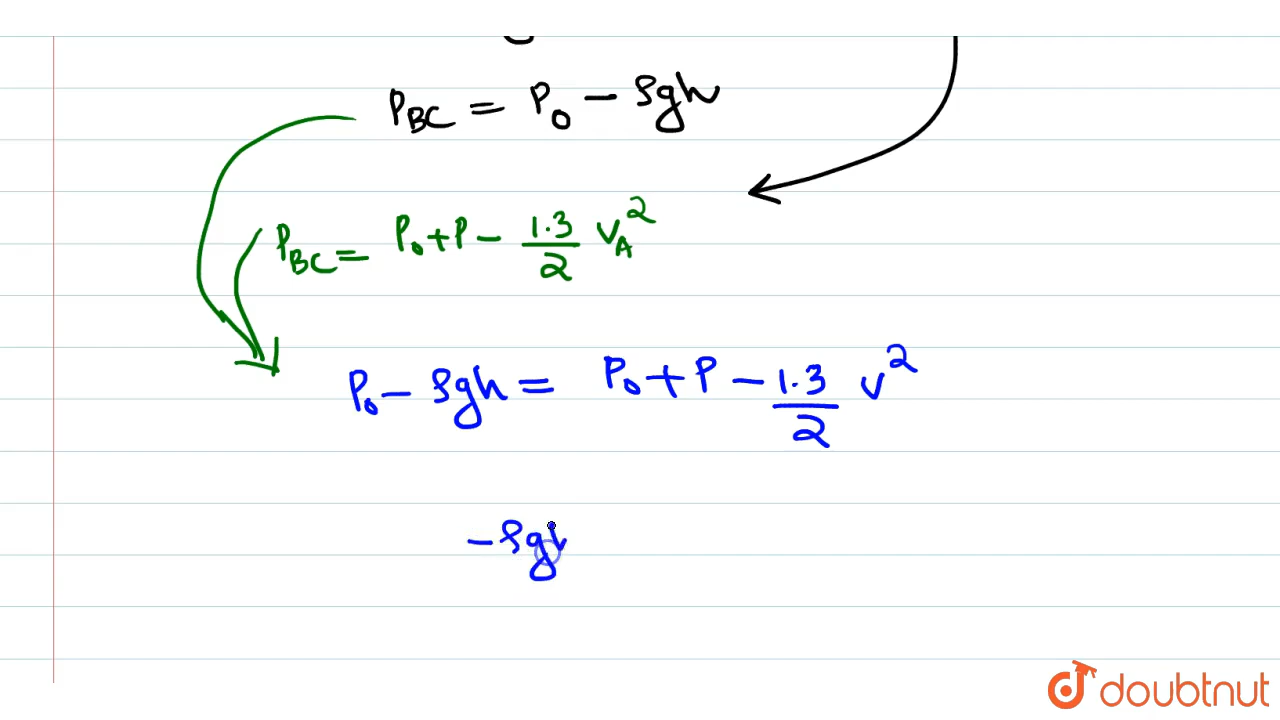 P_BC = P_0 - ρgh
P_BC = P_0 + P - 1.3/2 V_A^2
P_0 - ρgh = P_0 + P - 1.3/2 v^2
- ρgh
doubtnut